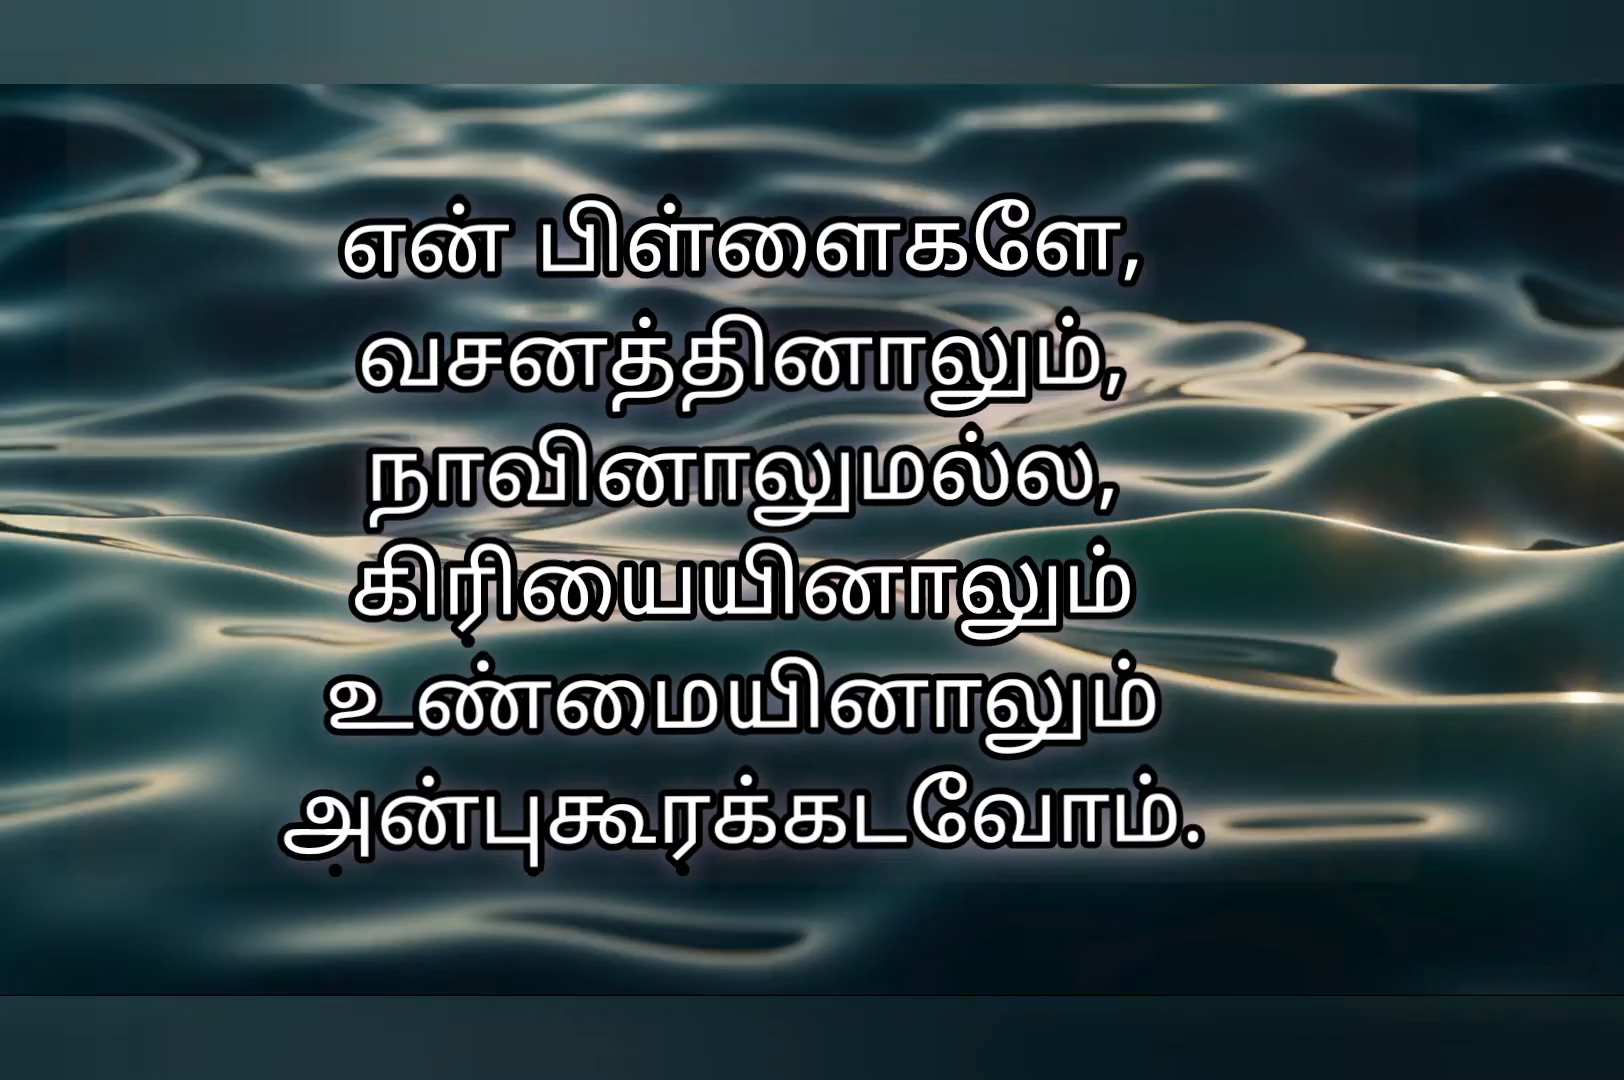 என் பிள்ளைகளே,
வசனத்தினாலும்,
நாவினாலுமல்ல,
கிரியையினாலும்
உண்மையினாலும்
அன்புகூரக்கடவோம்.